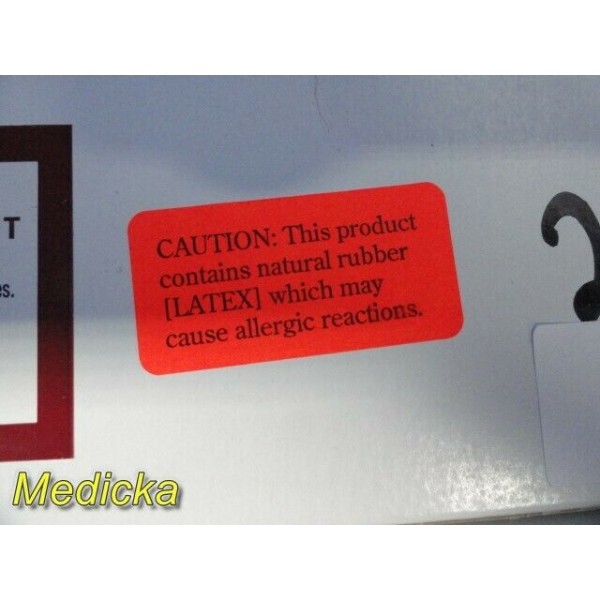 T
es.
CAUTION: This product
contains natural rubber
[LATEX] which may
cause allergic reactions.
Medicka